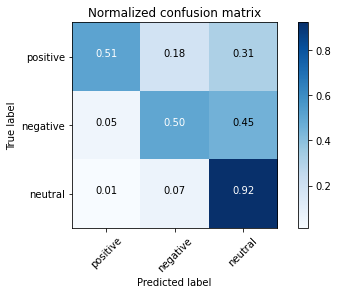 Normalized confusion matrix
True label
positive 0.51 0.18 0.31
negative 0.05 0.50 0.45
neutral 0.01 0.07 0.92
positive negative neutral
Predicted label
0.8
0.6
0.4
0.2